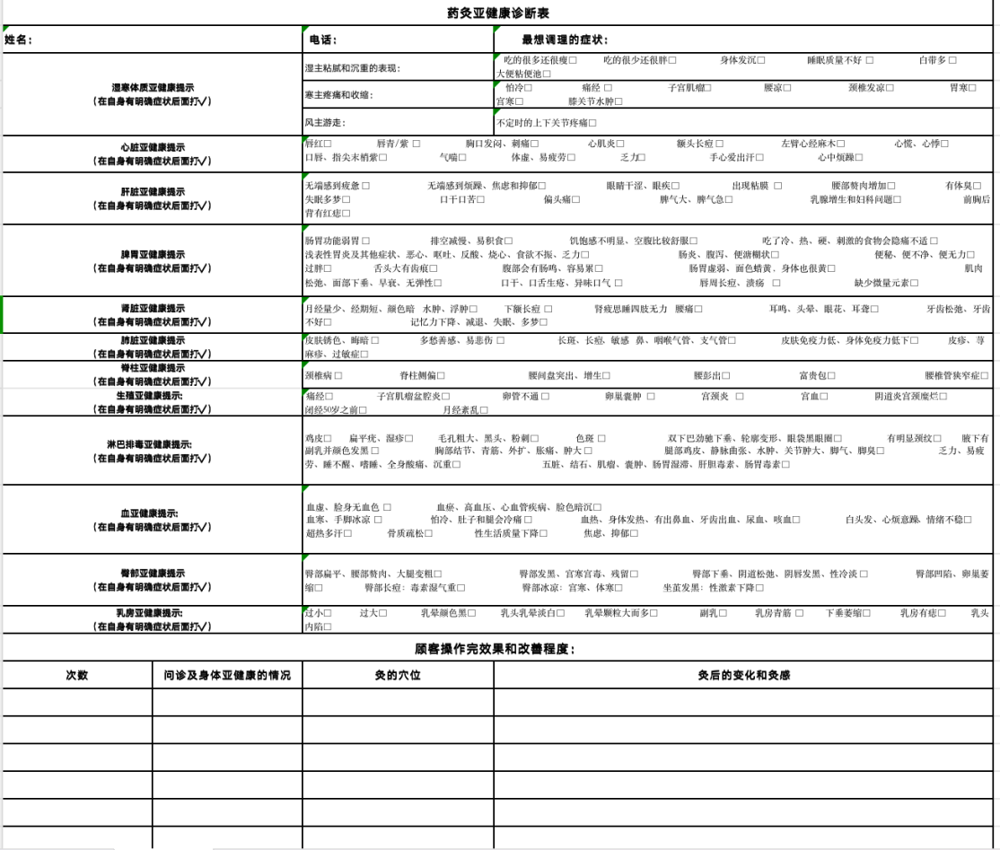 药灸亚健康诊断表
姓名：
电话：
最想调理的症状：
湿寒体质亚健康提示
（在自身有明确症状后面打✓）
湿主粘腻和沉重的表现：
吃的很多还很瘦□ 吃的很少还很胖□ 身体发沉□ 睡眠质量不好 □ 白带多 □
大便粘便池□
寒主疼痛和收缩：
怕冷□ 痛经 □ 子宫肌瘤□ 腰凉□ 颈椎发凉□ 胃寒□
宫寒□ 膝关节水肿□
风主游走：
不定时的上下关节疼痛□
心脏亚健康提示
（在自身有明确症状后面打✓）
唇红□ 唇青/紫 □ 胸口发闷、刺痛□ 心肌炎□ 额头长痘□ 左臂心经麻木□ 心慌、心悸□
口唇、指尖末梢紫□ 气喘□ 体虚、易疲劳□ 乏力□ 手心爱出汗□ 心中烦躁□
肝脏亚健康提示
（在自身有明确症状后面打✓）
无端感到疲惫 □ 无端感到烦躁、焦虑和抑郁□ 眼睛干涩、眼疾□ 出现粘膜 □ 腰部赘肉增加□ 有体臭□
失眠多梦□ 口干口苦□ 偏头痛□ 脾气大、脾气急□ 乳腺增生和妇科问题□ 前胸后
背有红痣□
脾胃亚健康提示
（在自身有明确症状后面打✓）
肠胃功能弱胃 □ 排空减慢、易积食□ 饥饱感不明显、空腹比较舒服□ 吃了冷、热、硬、刺激的食物会隐痛不适 □
浅表性胃炎及其他症状、恶心、呕吐、反酸、烧心、食欲不振、乏力□ 肠炎、腹泻、便溏糊状□ 便秘、便不净、便无力□
过胖□ 舌头大有齿痕□ 腹部会有肠鸣、容易累□ 肠胃虚弱、面色蜡黄、身体也很黄□ 肌肉
松弛、面部下垂、早衰、无弹性□ 口干、口舌生疮、异味口气 □ 唇周长痘、溃疡 □ 缺少微量元素□
肾脏亚健康提示
（在自身有明确症状后面打✓）
月经量少、经期短、颜色暗 水肿、浮肿□ 下颌长痘 □ 肾疲思睡四肢无力 腰痛□ 耳鸣、头晕、眼花、耳聋□ 牙齿松弛、牙齿
不好□ 记忆力下降、减退、失眠、多梦□
肺脏亚健康提示
（在自身有明确症状后面打✓）
皮肤锈色、晦暗 □ 多愁善感、易悲伤 □ 长斑、长痘、敏感 鼻、咽喉气管、支气管□ 皮肤免疫力低、身体免疫力低下□ 皮疹、荨
麻疹、过敏症□
脊柱亚健康提示
（在自身有明确症状后面打✓）
颈椎病 □ 脊柱侧偏□ 腰间盘突出、增生□ 腰彭出□ 富贵包□ 腰椎管狭窄症□
生殖亚健康提示：
（在自身有明确症状后面打✓）
痛经□ 子宫肌瘤盆腔炎□ 卵管不通 □ 卵巢囊肿 □ 宫颈炎 □ 宫血□ 阴道炎宫颈糜烂□
闭经50岁之前□ 月经紊乱□
淋巴排毒亚健康提示：
（在自身有明确症状后面打✓）
鸡皮□ 扁平疣、湿疹□ 毛孔粗大、黑头、粉刺□ 色斑 □ 双下巴劲驰下垂、轮廓变形、眼袋黑眼圈□ 有明显颈纹□ 腋下有
副乳并颜色发黑 □ 胸部结节、青筋、外扩、胀痛、肿大□ 腿部鸡皮、静脉曲张、水肿、关节肿大、脚气、脚臭□ 乏力、易疲
劳、睡不醒、嗜睡、全身酸痛、沉重□ 五脏、结石、肌瘤、囊肿、肠胃湿滞、肝胆毒素、肠胃毒素□
血亚健康提示：
（在自身有明确症状后面打✓）
血虚、脸身无血色 □ 血瘀、高血压、心血管疾病、脸色暗沉□
血寒、手脚冰凉 □ 怕冷、肚子和腿会冷痛□ 血热、身体发热、有出鼻血、牙齿出血、尿血、咳血□ 白头发、心烦意躁、情绪不稳□
超热多汗□ 骨质疏松□ 性生活质量下降□ 焦虑、抑郁□
臀部亚健康提示
（在自身有明确症状后面打✓）
臀部扁平、腰部赘肉、大腿变粗□ 臀部发黑、宫寒宫毒、残留□ 臀部下垂、阴道松弛、阴唇发黑、性冷淡 □ 臀部凹陷、卵巢萎
缩□ 臀部长痘：毒素湿气重□ 臀部冰凉：宫寒、体寒□ 坐茧发黑：性激素下降□
乳房亚健康提示：
（在自身有明确症状后面打✓）
过小□ 过大□ 乳晕颜色黑□ 乳头乳晕淡白□ 乳晕颗粒大而多□ 副乳□ 乳房青筋 □ 下垂萎缩□ 乳房有痣□ 乳头
内陷□
顾客操作完效果和改善程度：
次数 问诊及身体亚健康的情况 灸的穴位 灸后的变化和灸感